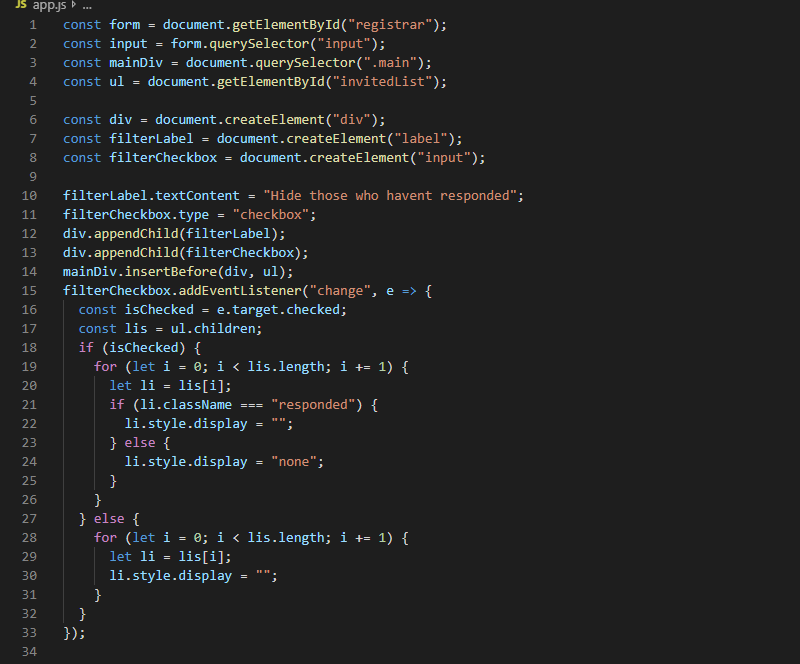 JS app.js ▸ ...
1 const form = document.getElementById("registrar");
2 const input = form.querySelector("input");
3 const mainDiv = document.querySelector(".main");
4 const ul = document.getElementById("invitedList");
5
6 const div = document.createElement("div");
7 const filterLabel = document.createElement("label");
8 const filterCheckbox = document.createElement("input");
9
10 filterLabel.textContent = "Hide those who havent responded";
11 filterCheckbox.type = "checkbox";
12 div.appendChild(filterLabel);
13 div.appendChild(filterCheckbox);
14 mainDiv.insertBefore(div, ul);
15 filterCheckbox.addEventListener("change", e => {
16   const isChecked = e.target.checked;
17   const lis = ul.children;
18   if (isChecked) {
19     for (let i = 0; i < lis.length; i += 1) {
20       let li = lis[i];
21       if (li.className === "responded") {
22         li.style.display = "";
23       } else {
24         li.style.display = "none";
25       }
26     }
27   } else {
28     for (let i = 0; i < lis.length; i += 1) {
29       let li = lis[i];
30       li.style.display = "";
31     }
32   }
33 });
34